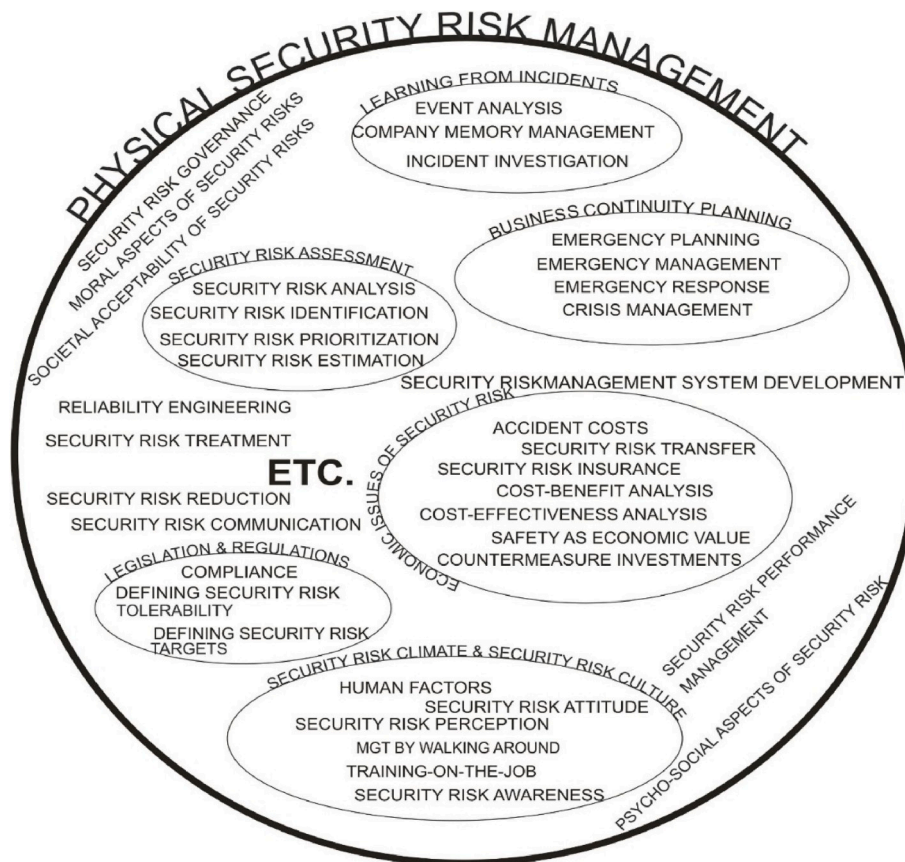 PHYSICAL SECURITY RISK MANAGEMENT
LEARNING FROM INCIDENTS
EVENT ANALYSIS
COMPANY MEMORY MANAGEMENT
INCIDENT INVESTIGATION
SECURITY RISK GOVERNANCE
MORAL ASPECTS OF SECURITY RISKS
SOCIETAL ACCEPTABILITY OF SECURITY RISKS
BUSINESS CONTINUITY PLANNING
EMERGENCY PLANNING
EMERGENCY MANAGEMENT
EMERGENCY RESPONSE
CRISIS MANAGEMENT
SECURITY RISK ASSESSMENT
SECURITY RISK ANALYSIS
SECURITY RISK IDENTIFICATION
SECURITY RISK PRIORITIZATION
SECURITY RISK ESTIMATION
SECURITY RISKMANAGEMENT SYSTEM DEVELOPMENT
RELIABILITY ENGINEERING
SECURITY RISK TREATMENT
ETC.
SECURITY RISK REDUCTION
SECURITY RISK COMMUNICATION
ECONOMIC ISSUES OF SECURITY RISK
ACCIDENT COSTS
SECURITY RISK TRANSFER
SECURITY RISK INSURANCE
COST-BENEFIT ANALYSIS
COST-EFFECTIVENESS ANALYSIS
SAFETY AS ECONOMIC VALUE
COUNTERMEASURE INVESTMENTS
LEGISLATION & REGULATIONS
COMPLIANCE
DEFINING SECURITY RISK
TOLERABILITY
DEFINING SECURITY RISK
TARGETS
SECURITY RISK PERFORMANCE
MANAGEMENT
PSYCHO-SOCIAL ASPECTS OF SECURITY RISK
SECURITY RISK CLIMATE & SECURITY RISK CULTURE
HUMAN FACTORS
SECURITY RISK ATTITUDE
SECURITY RISK PERCEPTION
MGT BY WALKING AROUND
TRAINING-ON-THE-JOB
SECURITY RISK AWARENESS